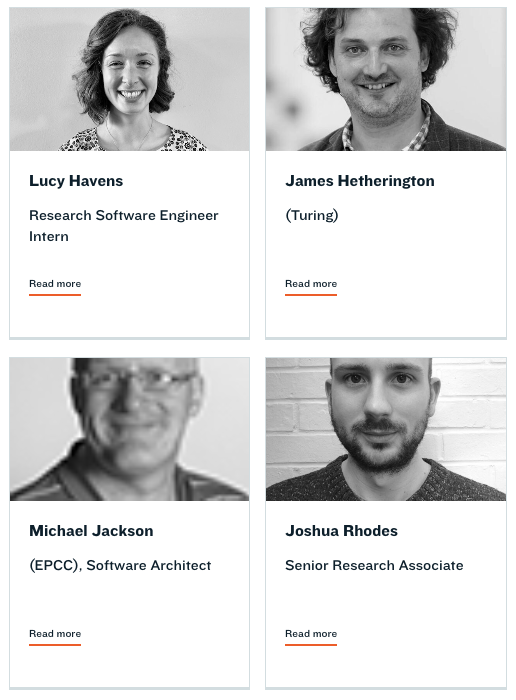 Lucy Havens
Research Software Engineer
Intern
Read more
James Hetherington
(Turing)
Read more
Michael Jackson
(EPCC), Software Architect
Read more
Joshua Rhodes
Senior Research Associate
Read more